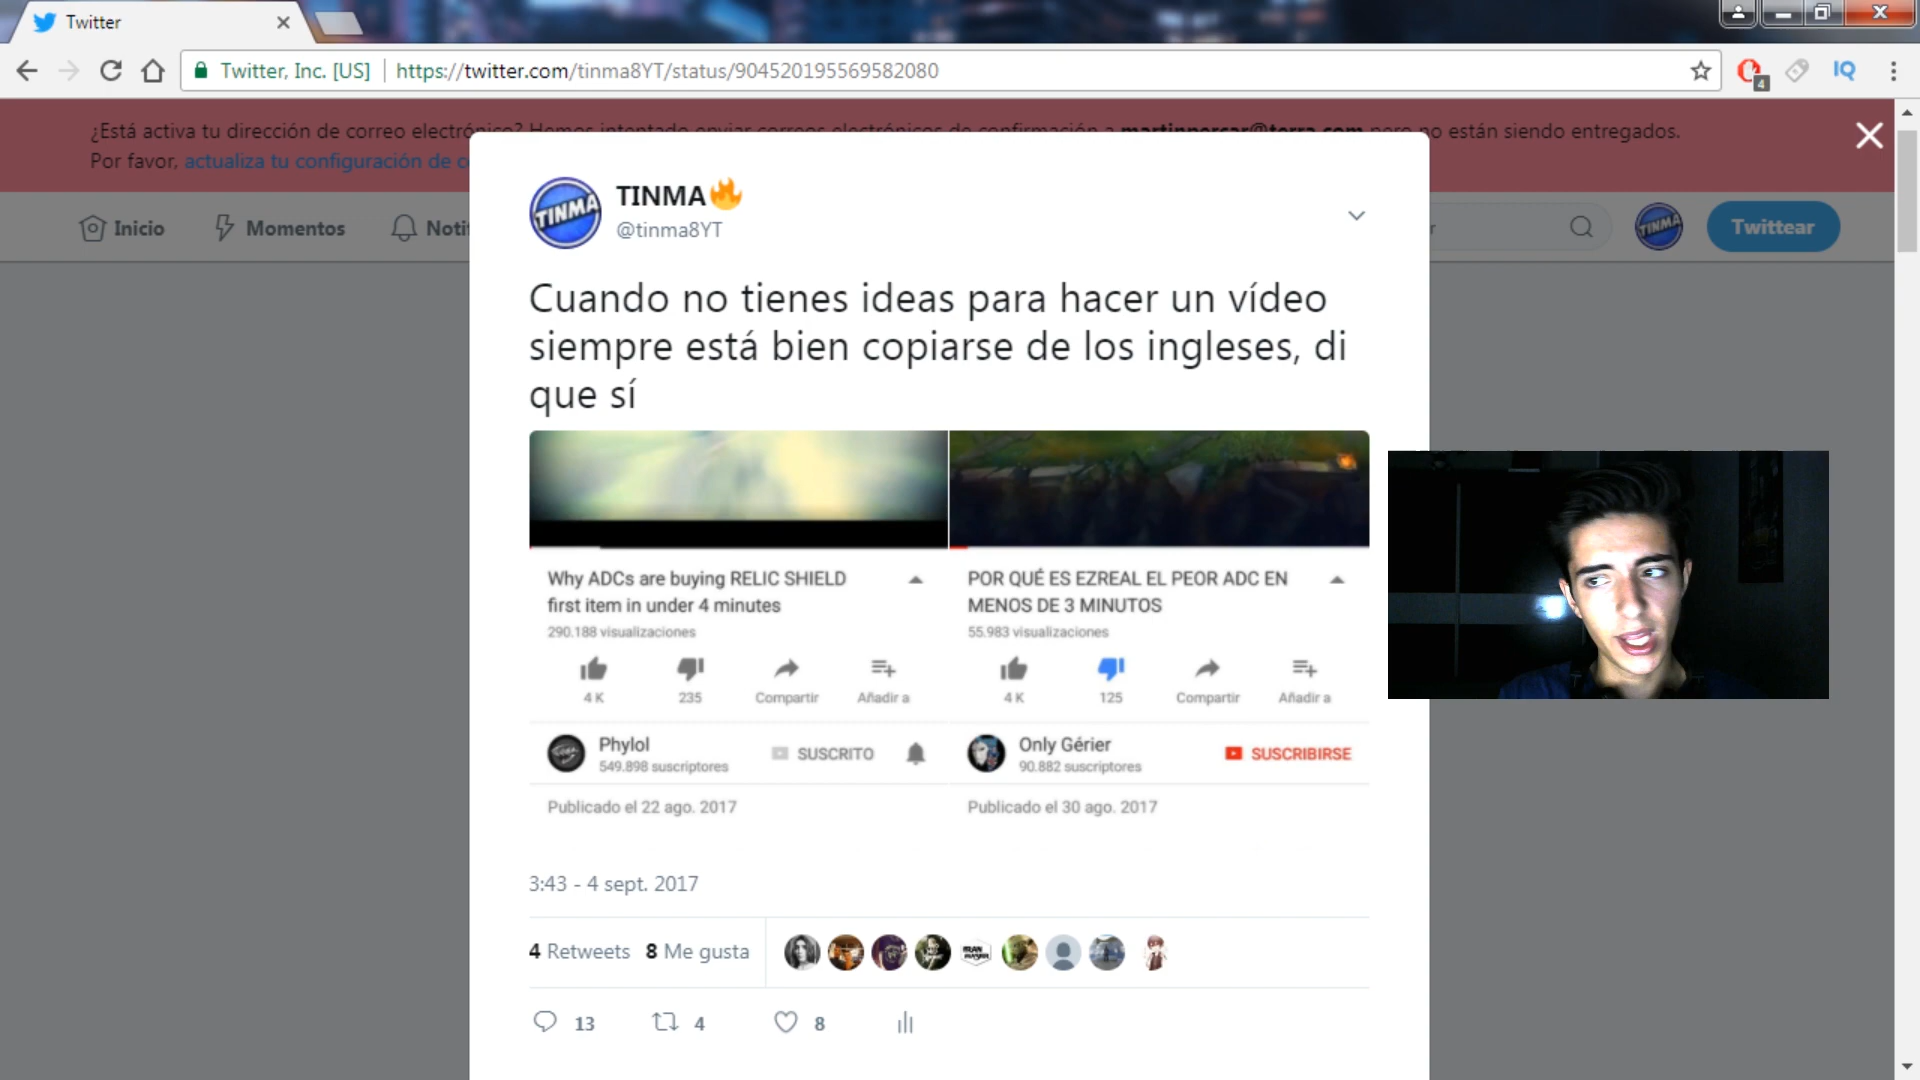 Twitter
Twitter, Inc. [US]
https://twitter.com/tinma8YT/status/904520195569582080
4
IQ
¿Está activa tu dirección de correo electrónico? Hemos intentado enviar correos electrónicos de confirmación a martinporcar@terra.com pero no están siendo entregados.
Por favor, actualiza tu configuración de c
Inicio
Momentos
Notif
r
TINMA
Twittear
TINMA
TINMA🔥
@tinma8YT
Cuando no tienes ideas para hacer un vídeo
siempre está bien copiarse de los ingleses, di
que sí
Why ADCs are buying RELIC SHIELD
first item in under 4 minutes
290.188 visualizaciones
4 K
235
Compartir
Añadir a
Phylol
549.898 suscriptores
SUSCRITO
Publicado el 22 ago. 2017
POR QUÉ ES EZREAL EL PEOR ADC EN
MENOS DE 3 MINUTOS
55.983 visualizaciones
4 K
125
Compartir
Añadir a
Only Gérier
90.882 suscriptores
SUSCRIBIRSE
Publicado el 30 ago. 2017
3:43 - 4 sept. 2017
4 Retweets 8 Me gusta
13
4
8